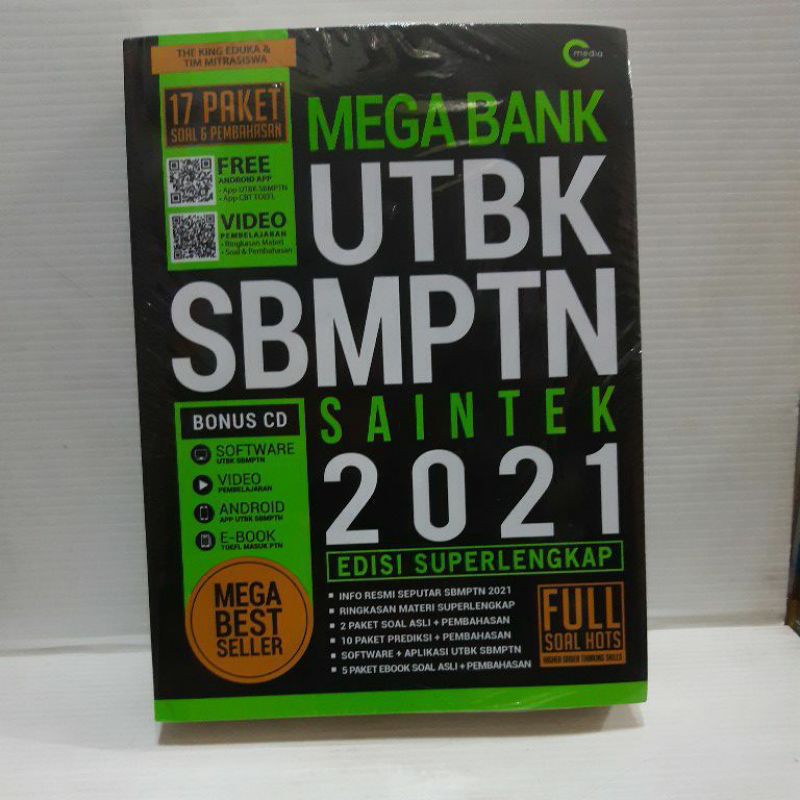 THE KING EDUKA &
TIM MITRASISWA
C media
17 PAKET
SOAL & PEMBAHASAN
FREE
ANDROID APP
• App UTBK SBMPTN
• App CBT TOEFL
VIDEO
PEMBELAJARAN
• Ringkasan Materi
• Soal & Pembahasan
MEGA BANK
UTBK
SBMPTN
SAINTEK
2021
EDISI SUPERLENGKAP
BONUS CD
SOFTWARE
UTBK SBMPTN
VIDEO
PEMBELAJARAN
ANDROID
APP UTBK SBMPTN
E-BOOK
TOEFL MASUK PTN
MEGA
BEST
SELLER
INFO RESMI SEPUTAR SBMPTN 2021
RINGKASAN MATERI SUPERLENGKAP
2 PAKET SOAL ASLI + PEMBAHASAN
10 PAKET PREDIKSI + PEMBAHASAN
SOFTWARE + APLIKASI UTBK SBMPTN
5 PAKET EBOOK SOAL ASLI + PEMBAHASAN
FULL
SOAL HOTS
HIGHER ORDER THINKING SKILLS